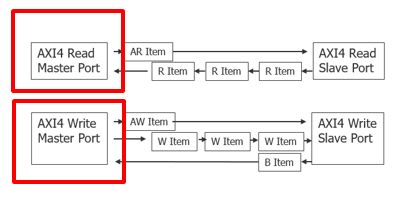 AXI4 Read
Master Port
AR Item
R Item
R Item
R Item
AXI4 Read
Slave Port
AXI4 Write
Master Port
AW Item
W Item
W Item
W Item
B Item
AXI4 Write
Slave Port